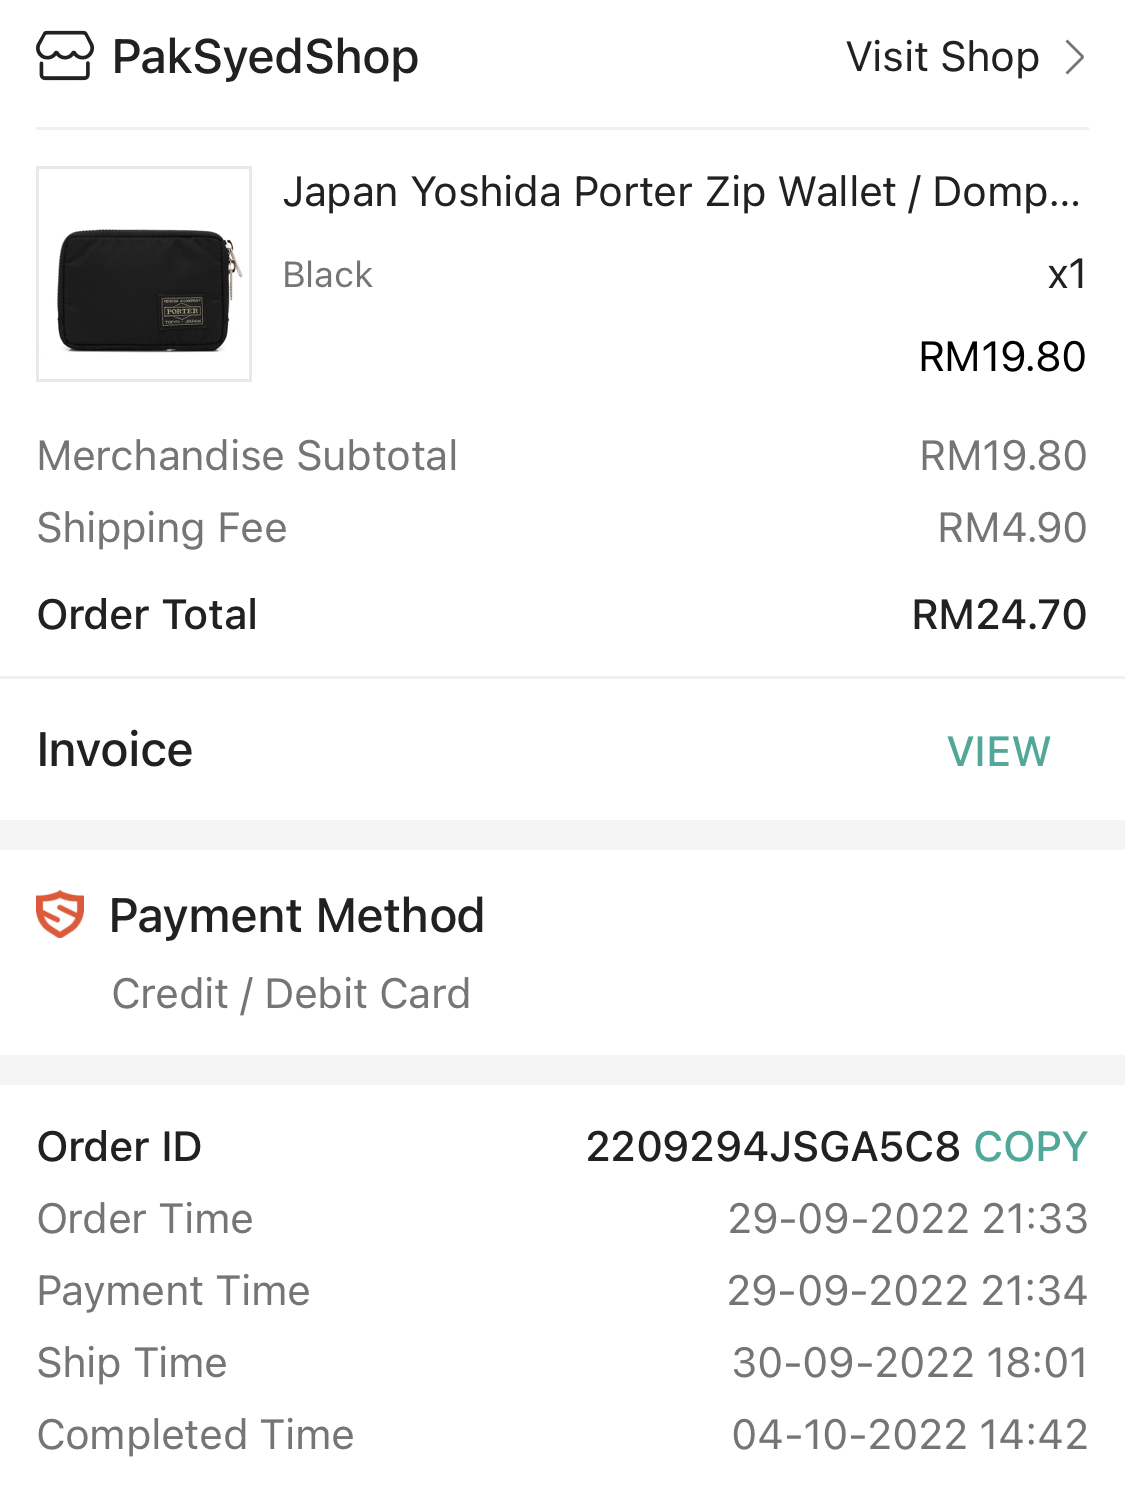 PakSyedShop Visit Shop
Japan Yoshida Porter Zip Wallet / Domp...
Black x1
PORTER
TOKYO JAPAN
RM19.80
Merchandise Subtotal RM19.80
Shipping Fee RM4.90
Order Total RM24.70
Invoice VIEW
Payment Method
Credit / Debit Card
Order ID 2209294JSGA5C8 COPY
Order Time 29-09-2022 21:33
Payment Time 29-09-2022 21:34
Ship Time 30-09-2022 18:01
Completed Time 04-10-2022 14:42